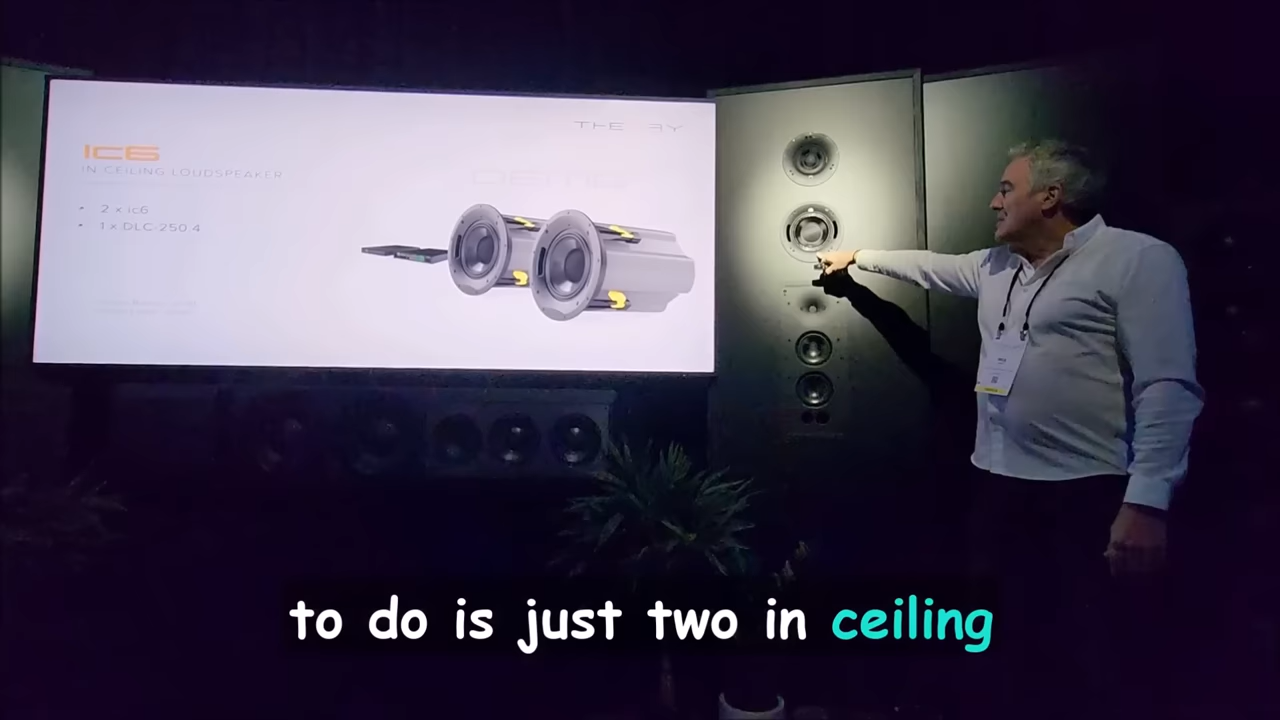 IC6
IN CEILING LOUDSPEAKER
• 2 x ic6
• 1 x DLC-250.4
to do is just two in ceiling